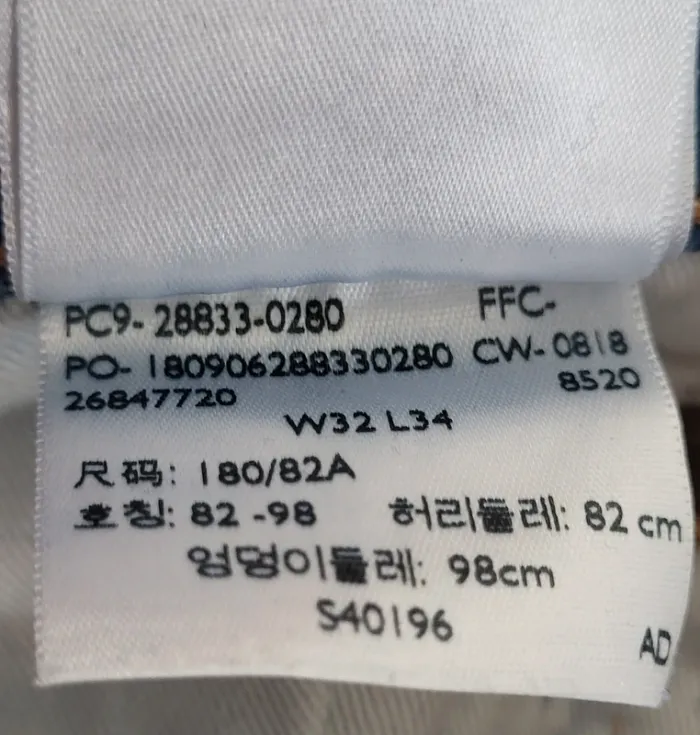 PC9- 28833-0280 FFC-
PO- 180906288330280 CW- 0818
26847720 8520
W32 L34
尺码: 180/82A
호칭: 82 -98 허리둘레: 82 cm
엉덩이둘레: 98cm
S40196
AD